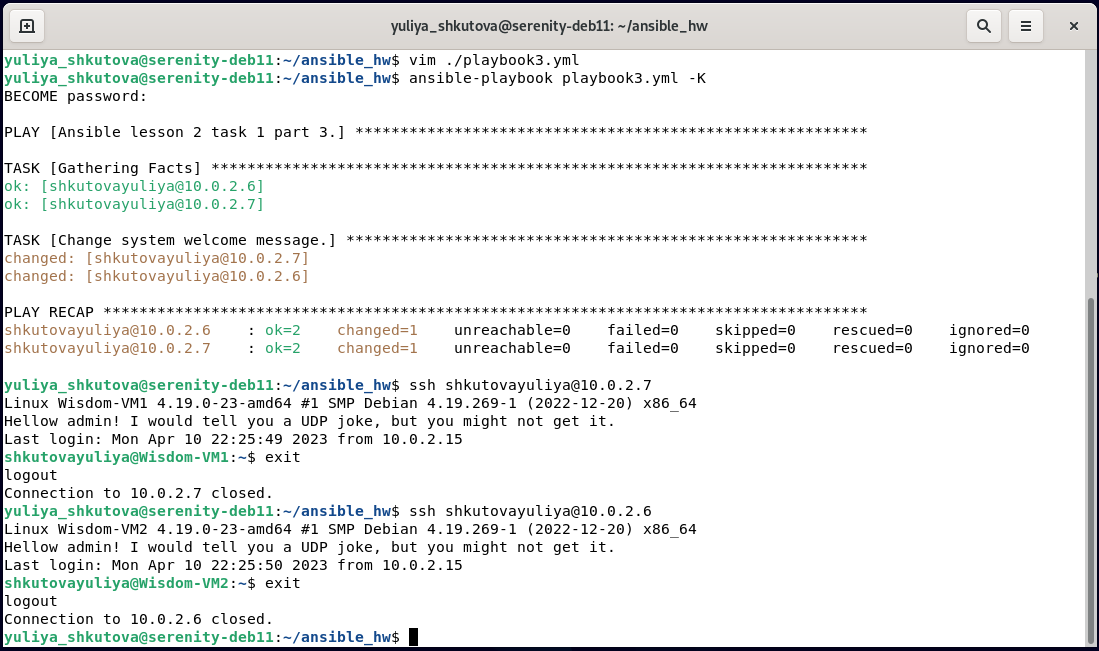 yuliya_shkutova@serenity-deb11: ~/ansible_hw
yuliya_shkutova@serenity-deb11:~/ansible_hw$ vim ./playbook3.yml
yuliya_shkutova@serenity-deb11:~/ansible_hw$ ansible-playbook playbook3.yml -K
BECOME password:
PLAY [Ansible lesson 2 task 1 part 3.] *********************************************************
TASK [Gathering Facts] *************************************************************************
ok: [shkutovayuliya@10.0.2.6]
ok: [shkutovayuliya@10.0.2.7]
TASK [Change system welcome message.] **********************************************************
changed: [shkutovayuliya@10.0.2.7]
changed: [shkutovayuliya@10.0.2.6]
PLAY RECAP *************************************************************************************
shkutovayuliya@10.0.2.6    : ok=2    changed=1    unreachable=0    failed=0    skipped=0    rescued=0    ignored=0
shkutovayuliya@10.0.2.7    : ok=2    changed=1    unreachable=0    failed=0    skipped=0    rescued=0    ignored=0
yuliya_shkutova@serenity-deb11:~/ansible_hw$ ssh shkutovayuliya@10.0.2.7
Linux Wisdom-VM1 4.19.0-23-amd64 #1 SMP Debian 4.19.269-1 (2022-12-20) x86_64
Hellow admin! I would tell you a UDP joke, but you might not get it.
Last login: Mon Apr 10 22:25:49 2023 from 10.0.2.15
shkutovayuliya@Wisdom-VM1:~$ exit
logout
Connection to 10.0.2.7 closed.
yuliya_shkutova@serenity-deb11:~/ansible_hw$ ssh shkutovayuliya@10.0.2.6
Linux Wisdom-VM2 4.19.0-23-amd64 #1 SMP Debian 4.19.269-1 (2022-12-20) x86_64
Hellow admin! I would tell you a UDP joke, but you might not get it.
Last login: Mon Apr 10 22:25:50 2023 from 10.0.2.15
shkutovayuliya@Wisdom-VM2:~$ exit
logout
Connection to 10.0.2.6 closed.
yuliya_shkutova@serenity-deb11:~/ansible_hw$